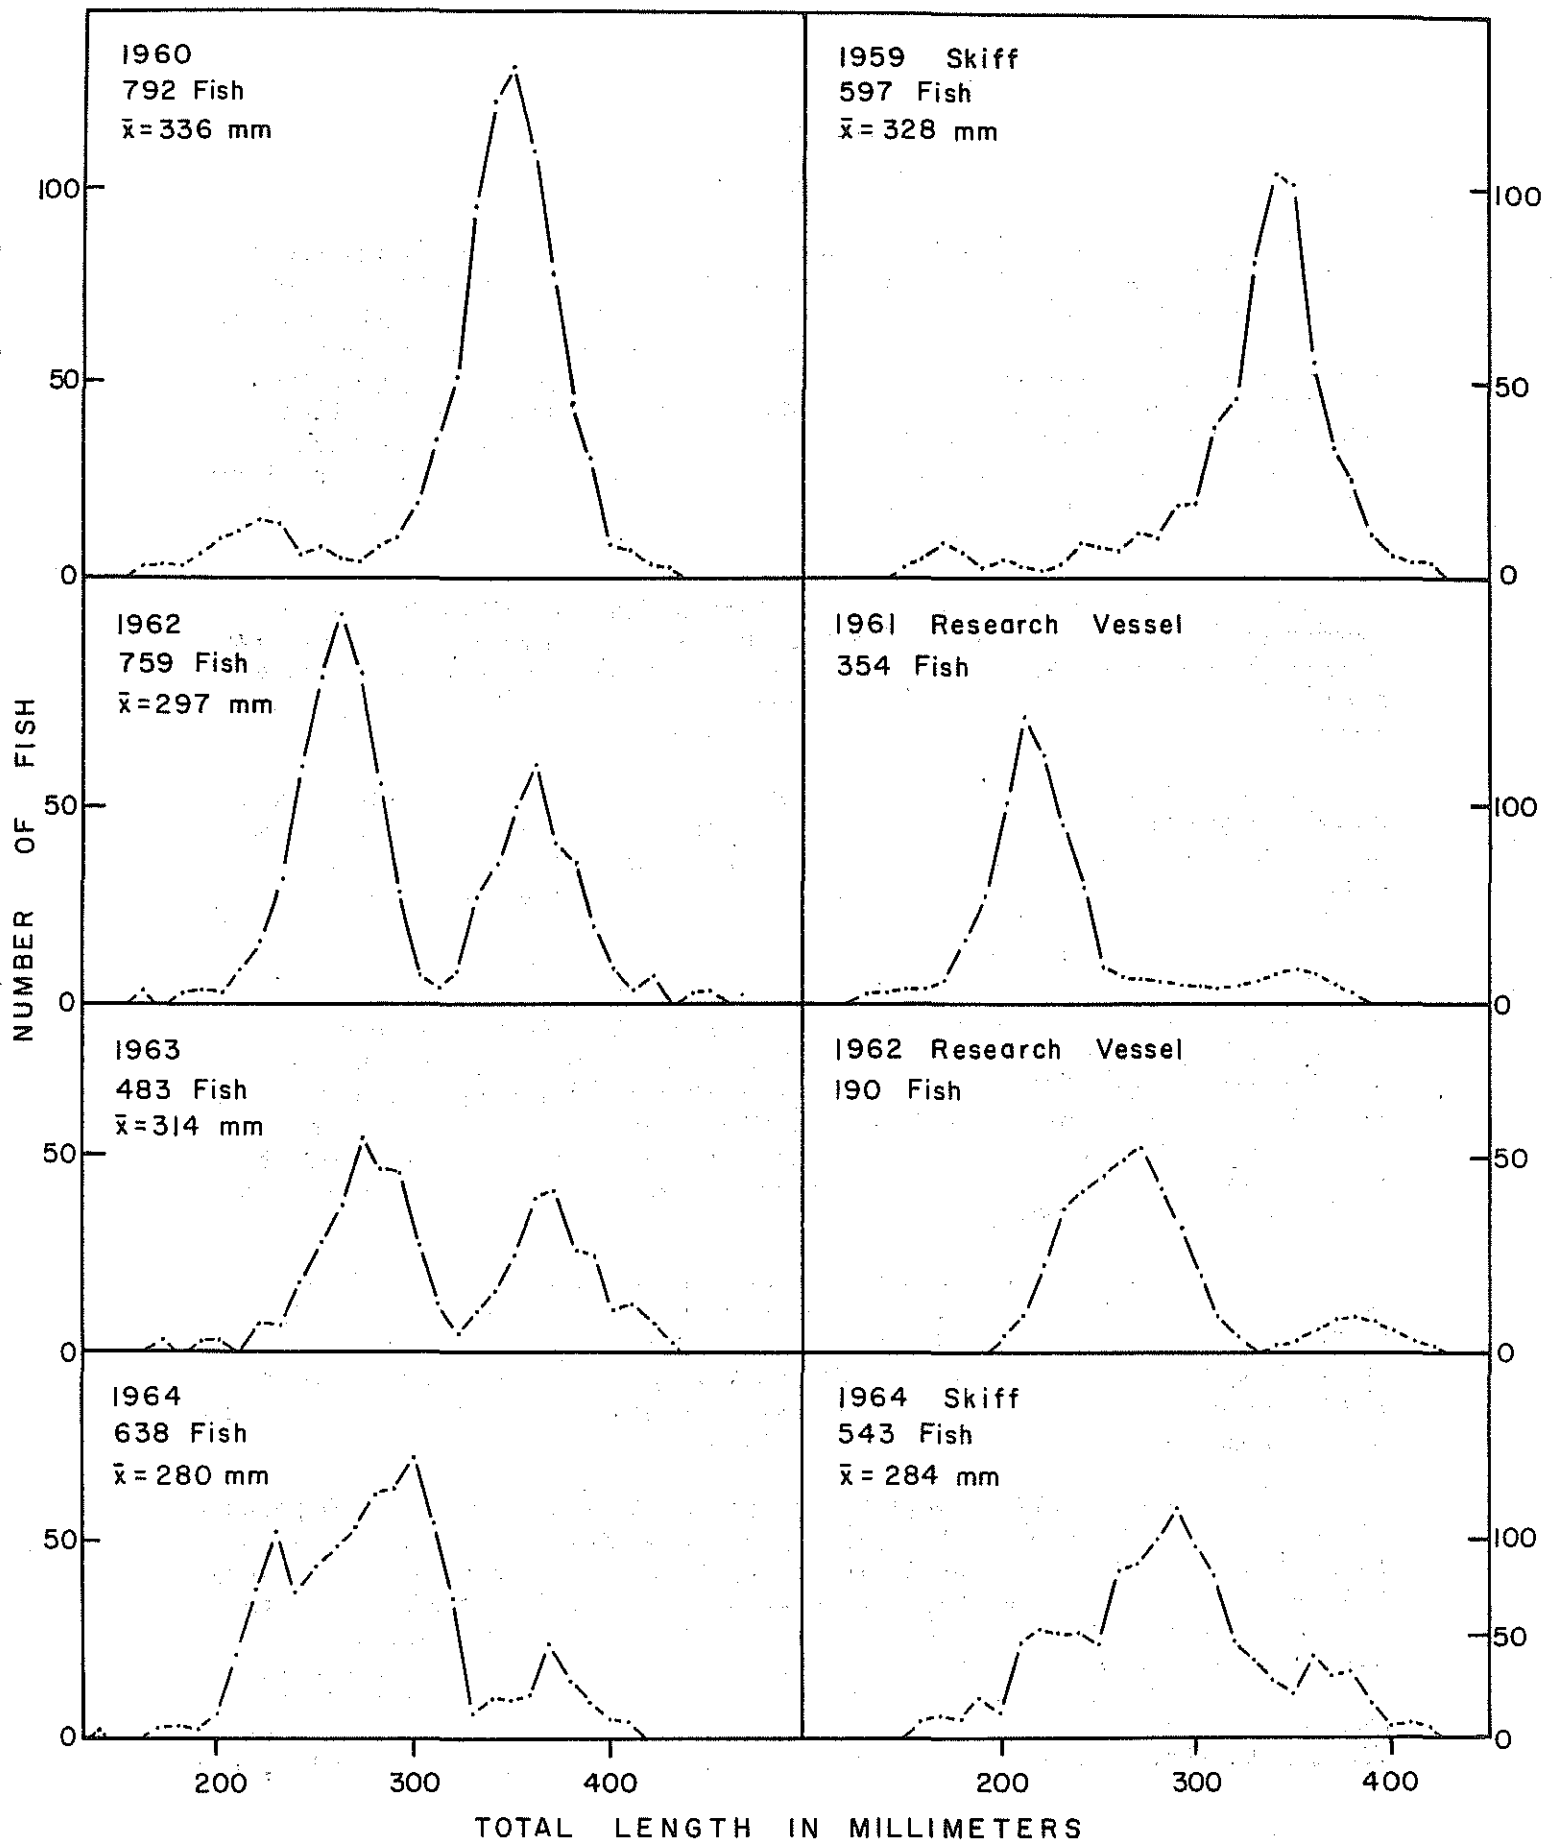 1960
792 Fish
x̄=336 mm
1959 Skiff
597 Fish
x̄=328 mm
100
50
0
100
50
0
1962
759 Fish
x̄=297 mm
1961 Research Vessel
354 Fish
50
0
100
0
1963
483 Fish
x̄=314 mm
1962 Research Vessel
190 Fish
50
0
50
0
1964
638 Fish
x̄=280 mm
1964 Skiff
543 Fish
x̄=284 mm
50
0
100
50
0
NUMBER OF FISH
200 300 400 200 300 400
TOTAL LENGTH IN MILLIMETERS